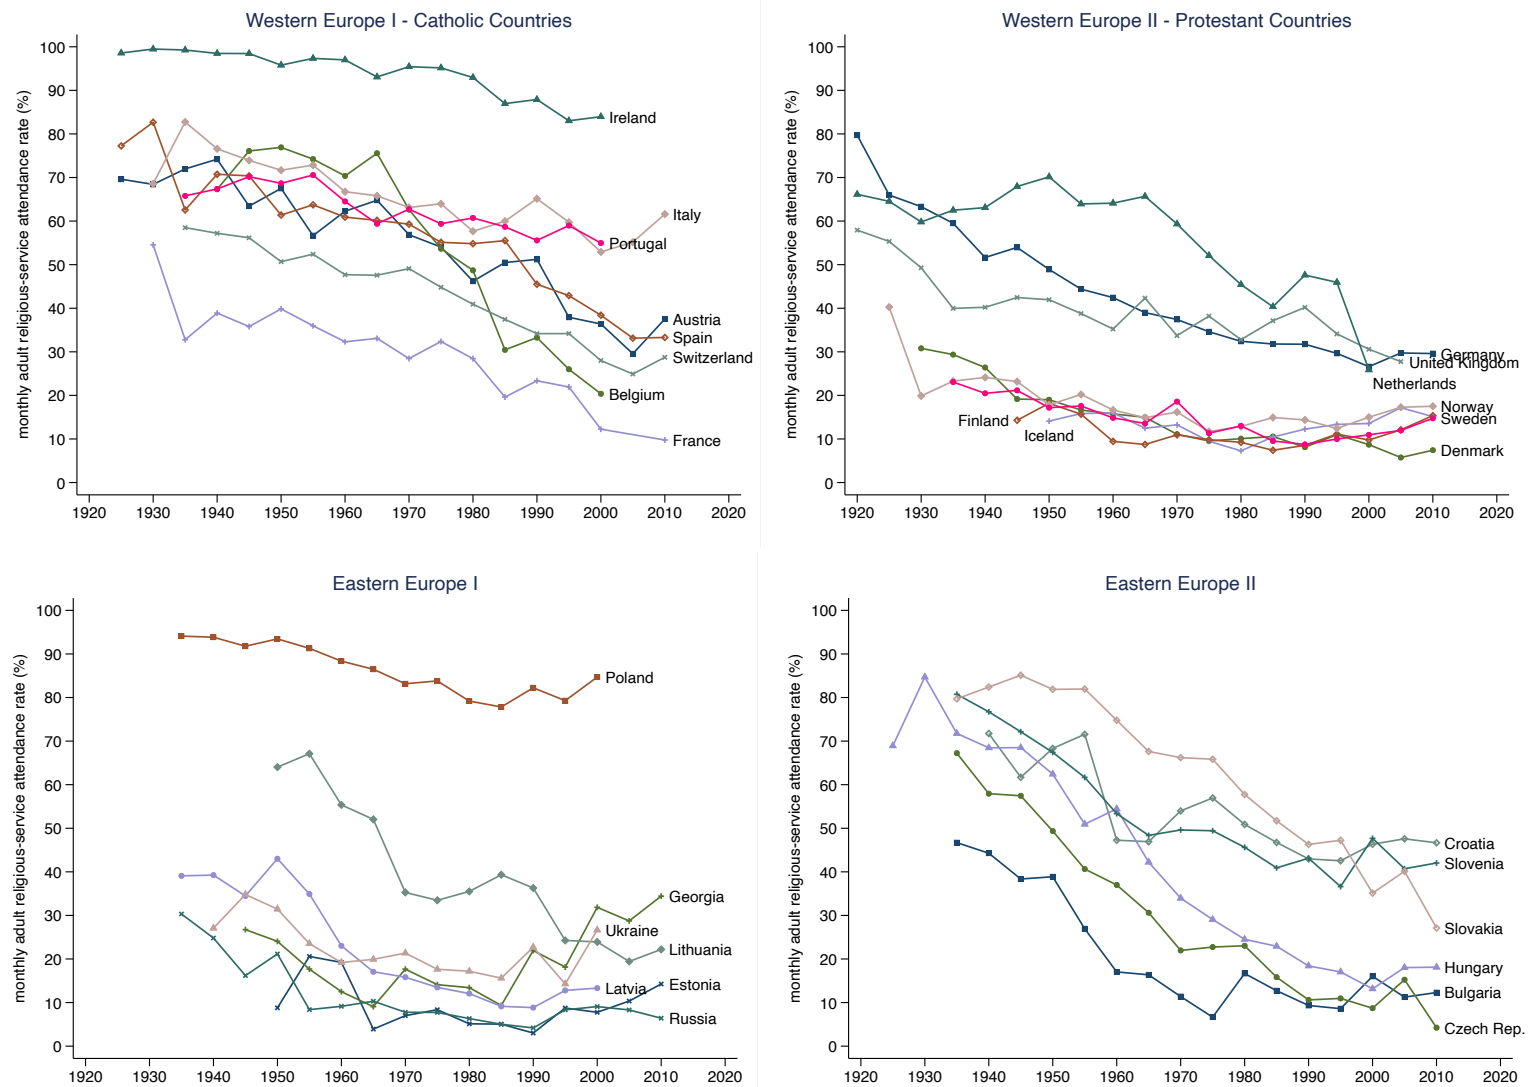 Western Europe I - Catholic Countries
monthly adult religious-service attendance rate (%)
100
90
80
70
60
50
40
30
20
10
0
Ireland
Italy
Portugal
Austria
Spain
Switzerland
Belgium
France
1920 1930 1940 1950 1960 1970 1980 1990 2000 2010 2020
Western Europe II - Protestant Countries
monthly adult religious-service attendance rate (%)
100
90
80
70
60
50
40
30
20
10
0
Germany
United Kingdom
Netherlands
Norway
Sweden
Finland
Iceland
Denmark
1920 1930 1940 1950 1960 1970 1980 1990 2000 2010 2020
Eastern Europe I
monthly adult religious-service attendance rate (%)
100
90
80
70
60
50
40
30
20
10
0
Poland
Georgia
Ukraine
Lithuania
Latvia
Estonia
Russia
1920 1930 1940 1950 1960 1970 1980 1990 2000 2010 2020
Eastern Europe II
monthly adult religious-service attendance rate (%)
100
90
80
70
60
50
40
30
20
10
0
Croatia
Slovenia
Slovakia
Hungary
Bulgaria
Czech Rep.
1920 1930 1940 1950 1960 1970 1980 1990 2000 2010 2020